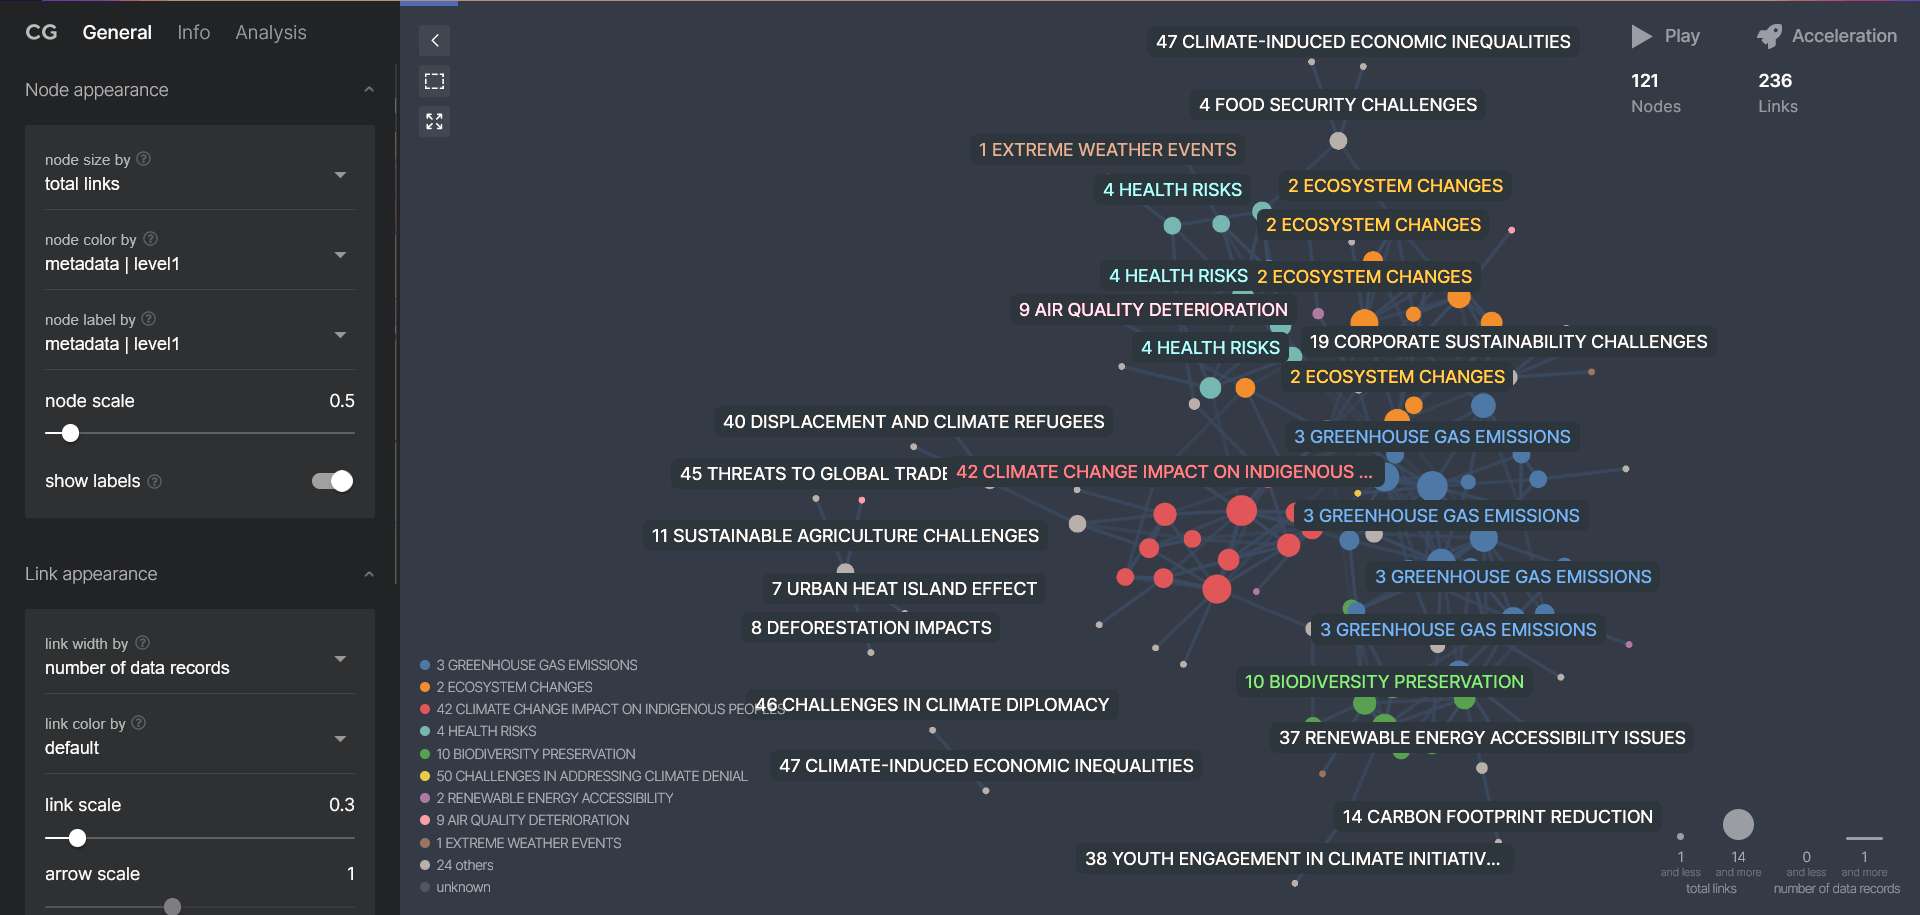 CG General Info Analysis
Node appearance
node size by
total links
node color by
metadata | level1
node label by
metadata | level1
node scale 0.5
show labels
Link appearance
link width by
number of data records
link color by
default
link scale 0.3
arrow scale 1
Play Acceleration
121 236
Nodes Links
47 CLIMATE-INDUCED ECONOMIC INEQUALITIES
4 FOOD SECURITY CHALLENGES
1 EXTREME WEATHER EVENTS
4 HEALTH RISKS
2 ECOSYSTEM CHANGES
2 ECOSYSTEM CHANGES
4 HEALTH RISKS
2 ECOSYSTEM CHANGES
9 AIR QUALITY DETERIORATION
4 HEALTH RISKS
19 CORPORATE SUSTAINABILITY CHALLENGES
2 ECOSYSTEM CHANGES
40 DISPLACEMENT AND CLIMATE REFUGEES
3 GREENHOUSE GAS EMISSIONS
45 THREATS TO GLOBAL TRADE
42 CLIMATE CHANGE IMPACT ON INDIGENOUS ...
3 GREENHOUSE GAS EMISSIONS
11 SUSTAINABLE AGRICULTURE CHALLENGES
3 GREENHOUSE GAS EMISSIONS
7 URBAN HEAT ISLAND EFFECT
8 DEFORESTATION IMPACTS
3 GREENHOUSE GAS EMISSIONS
10 BIODIVERSITY PRESERVATION
46 CHALLENGES IN CLIMATE DIPLOMACY
37 RENEWABLE ENERGY ACCESSIBILITY ISSUES
47 CLIMATE-INDUCED ECONOMIC INEQUALITIES
14 CARBON FOOTPRINT REDUCTION
38 YOUTH ENGAGEMENT IN CLIMATE INITIATIV...
3 GREENHOUSE GAS EMISSIONS
2 ECOSYSTEM CHANGES
42 CLIMATE CHANGE IMPACT ON INDIGENOUS PEOPLES
4 HEALTH RISKS
10 BIODIVERSITY PRESERVATION
50 CHALLENGES IN ADDRESSING CLIMATE DENIAL
2 RENEWABLE ENERGY ACCESSIBILITY
9 AIR QUALITY DETERIORATION
1 EXTREME WEATHER EVENTS
24 others
unknown
1 14 0 1
and less and more and less and more
total links number of data records